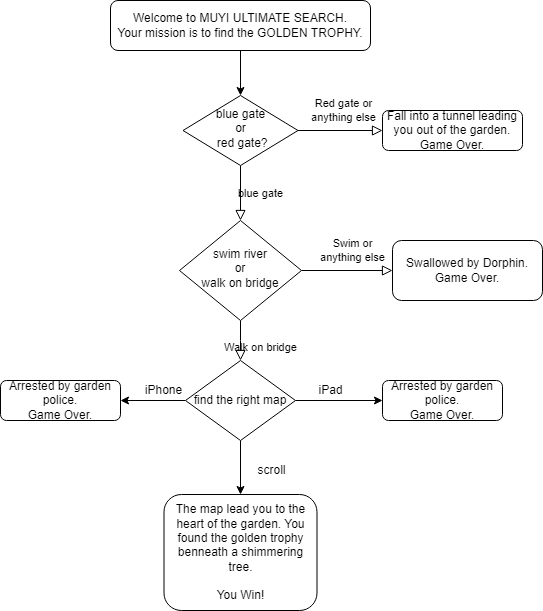 Welcome to MUYI ULTIMATE SEARCH.
Your mission is to find the GOLDEN TROPHY.
blue gate
or
red gate?
Red gate or
anything else
Fall into a tunnel leading
you out of the garden.
Game Over.
blue gate
swim river
or
walk on bridge
Swim or
anything else
Swallowed by Dorphin.
Game Over.
Walk on bridge
Arrested by garden
police.
Game Over.
iPhone
find the right map
iPad
Arrested by garden
police.
Game Over.
scroll
The map lead you to the
heart of the garden. You
found the golden trophy
benneath a shimmering
tree.
You Win!